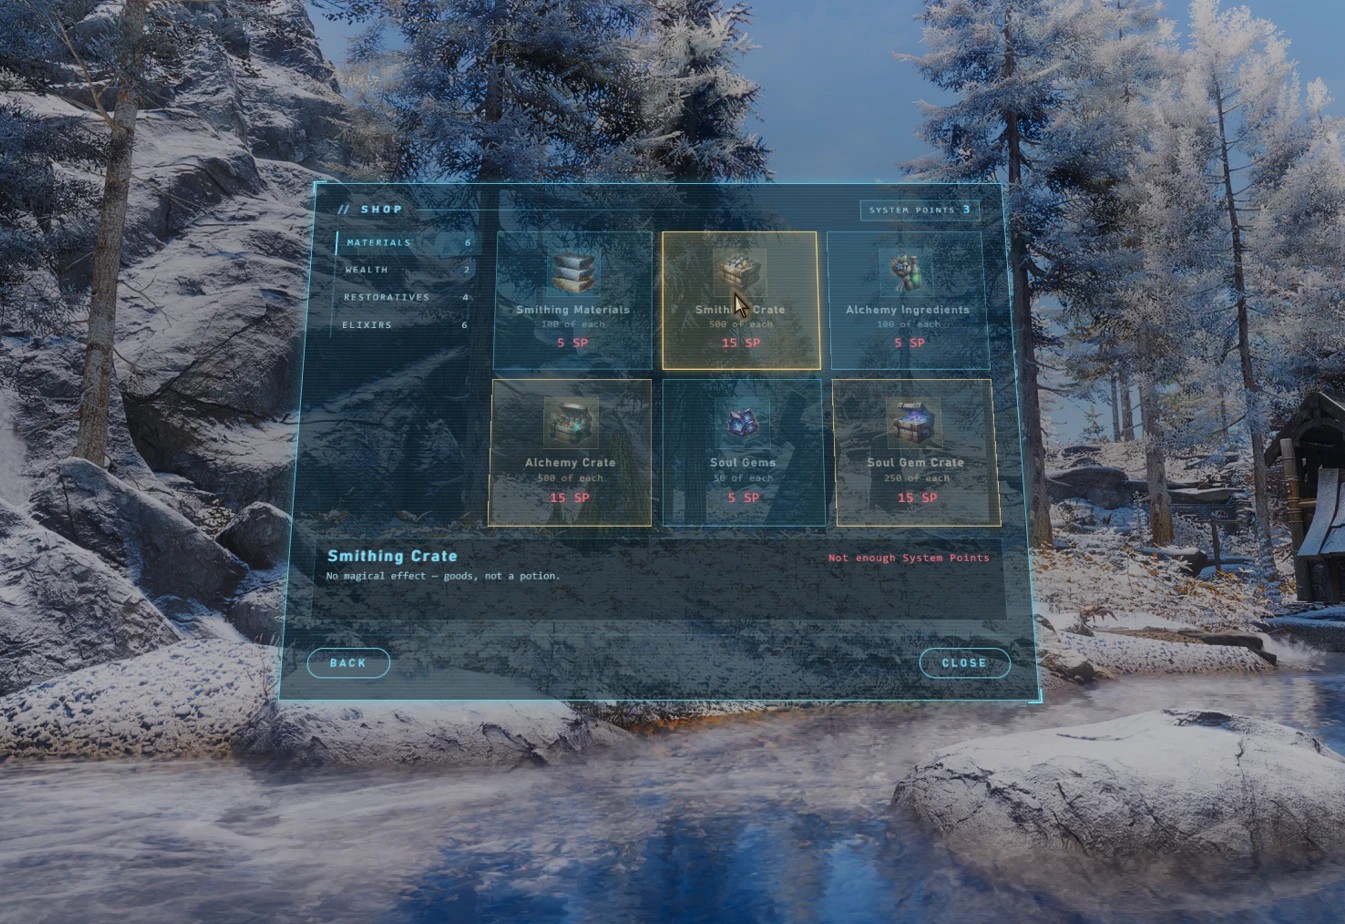 // SHOP
SYSTEM POINTS 3
MATERIALS 6
WEALTH 2
RESTORATIVES 4
ELIXIRS 6
Smithing Materials
100 of each
5 SP
Smithing Crate
500 of each
15 SP
Alchemy Ingredients
100 of each
5 SP
Alchemy Crate
500 of each
15 SP
Soul Gems
50 of each
5 SP
Soul Gem Crate
250 of each
15 SP
Smithing Crate
Not enough System Points
No magical effect — goods, not a potion.
BACK
CLOSE